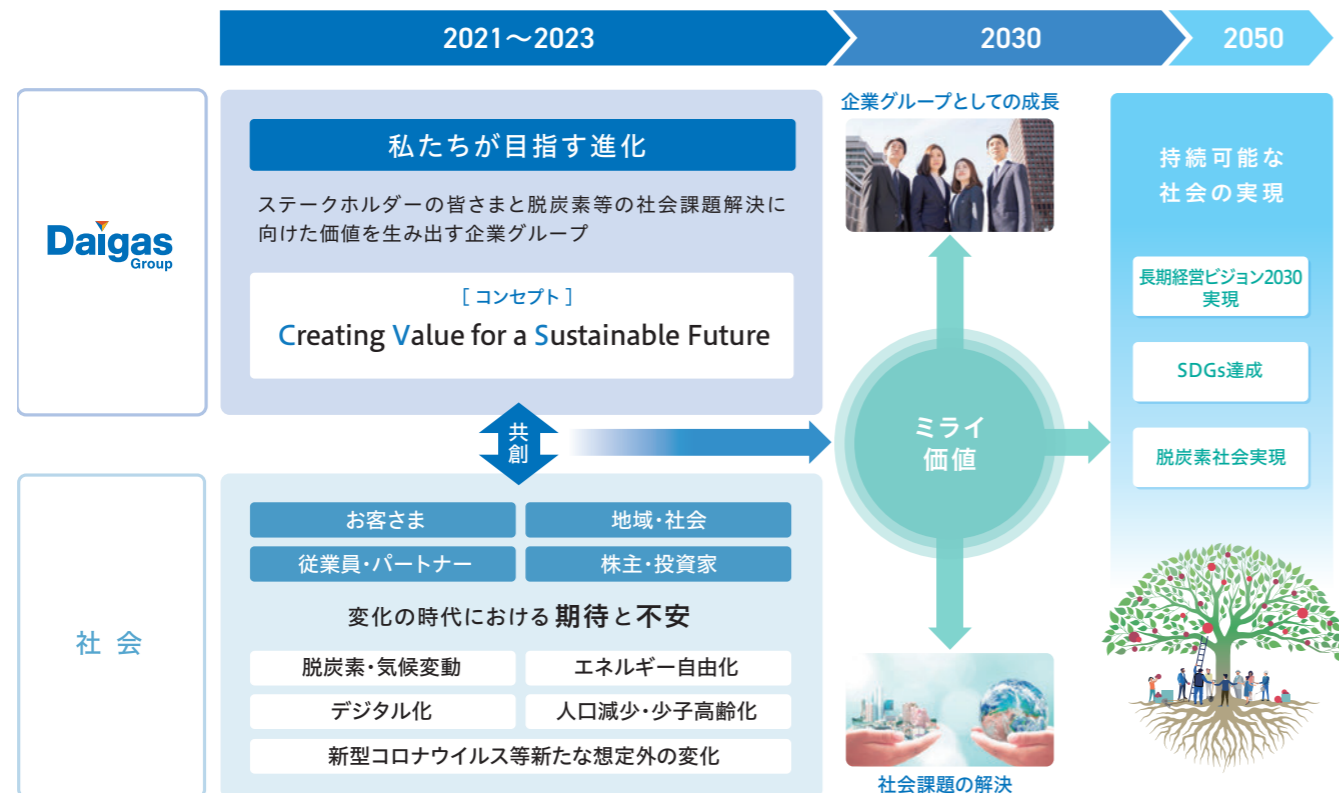 2021〜2023
2030
2050
Daigas
Group
私たちが目指す進化
ステークホルダーの皆さまと脱炭素等の社会課題解決に
向けた価値を生み出す企業グループ
［コンセプト］
Creating Value for a Sustainable Future
共創
社会
お客さま
地域・社会
従業員・パートナー
株主・投資家
変化の時代における期待と不安
脱炭素・気候変動
エネルギー自由化
デジタル化
人口減少・少子高齢化
新型コロナウイルス等新たな想定外の変化
企業グループとしての成長
ミライ
価値
社会課題の解決
持続可能な
社会の実現
長期経営ビジョン2030
実現
SDGs達成
脱炭素社会実現